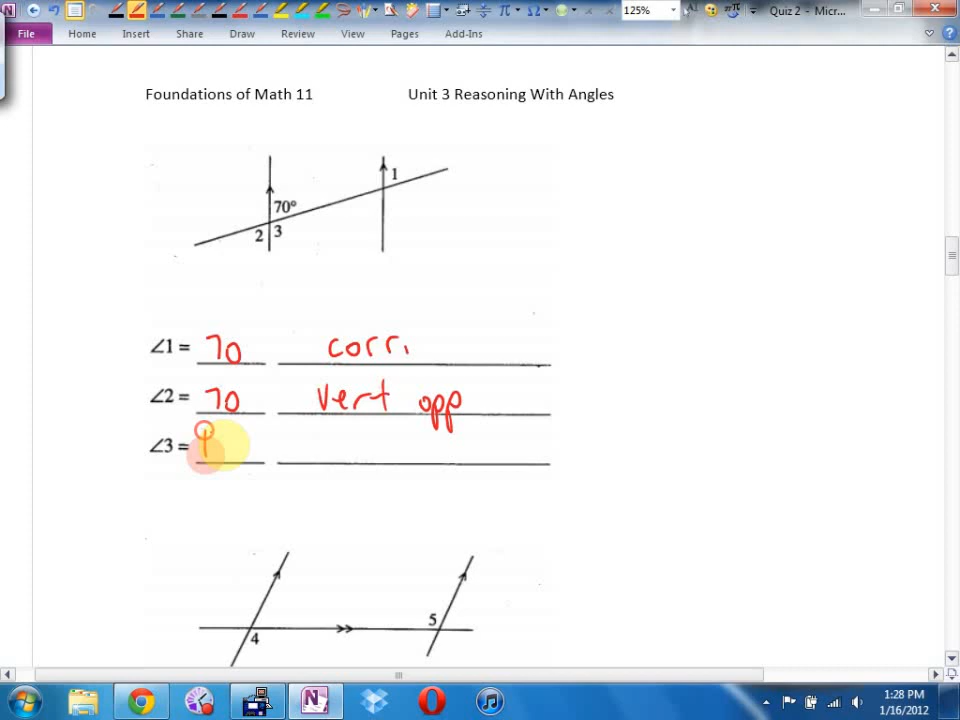 125%
Quiz 2 - Micr...
File Home Insert Share Draw Review View Pages Add-Ins
Foundations of Math 11 Unit 3 Reasoning With Angles
1
70°
2 3
∠1 = 70 corr.
∠2 = 70 vert opp
∠3 = 1
5
4
1:28 PM
1/16/2012